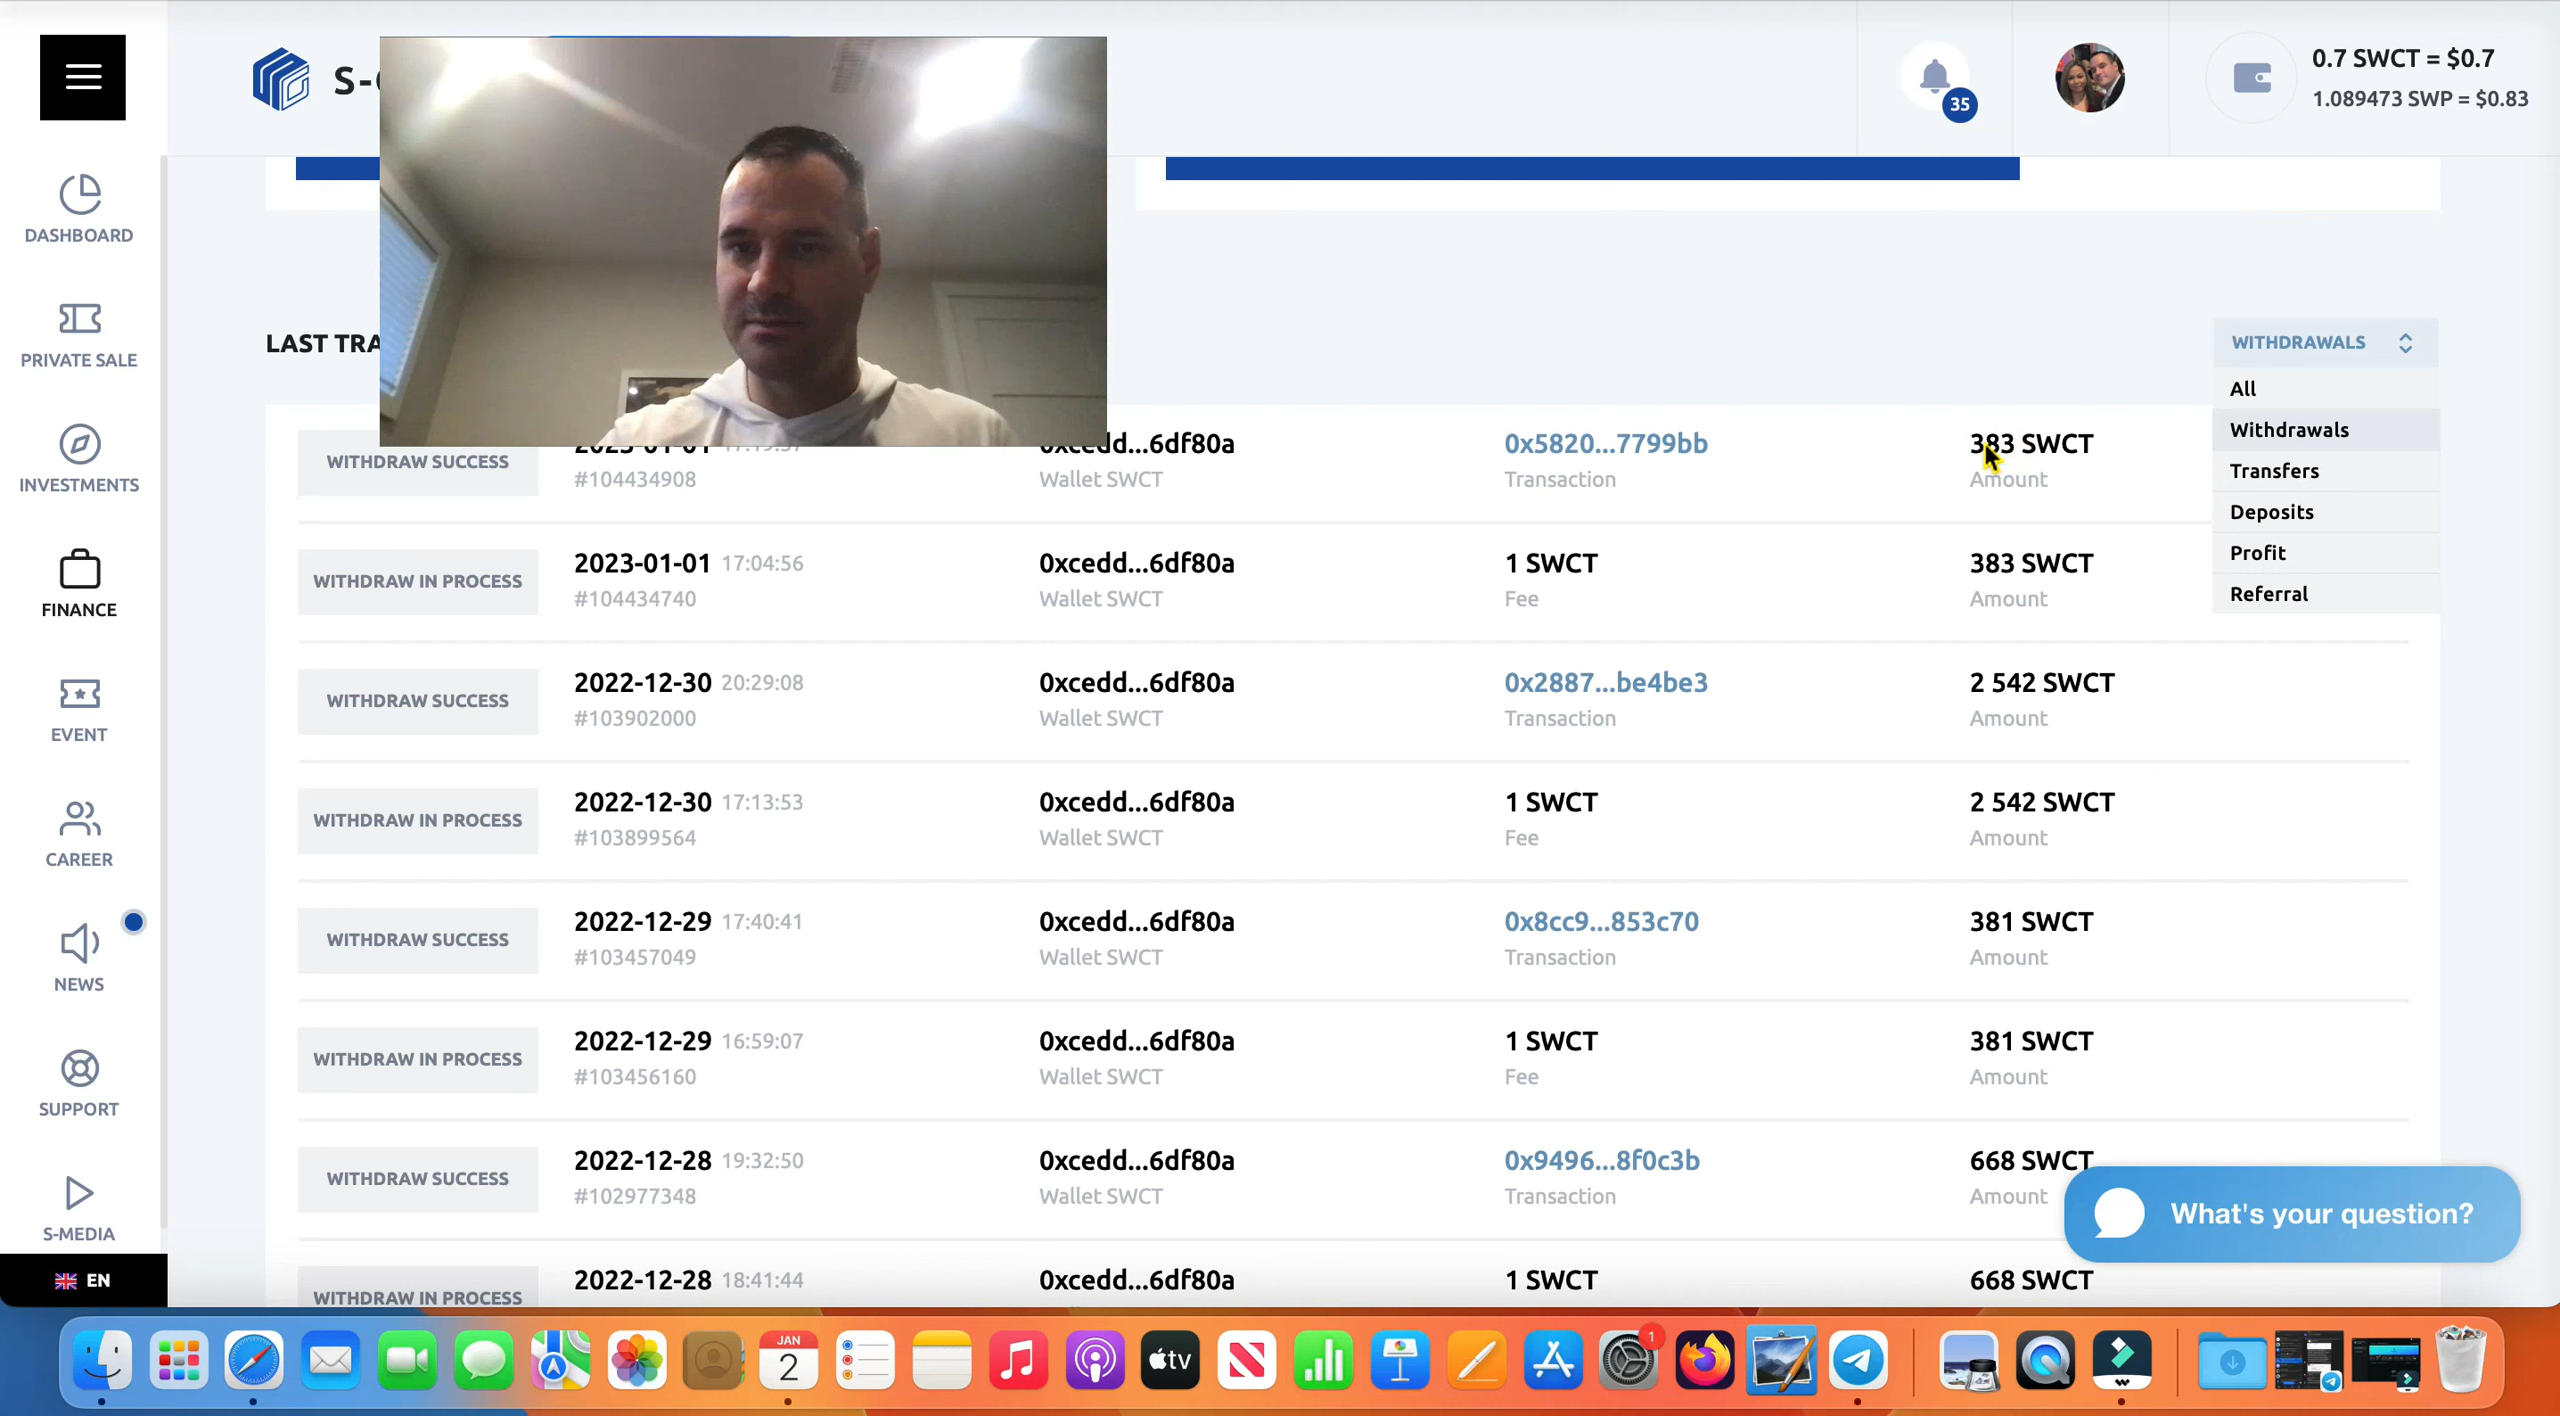 S-
35
0.7 SWCT = $0.7
1.089473 SWP = $0.83
DASHBOARD
PRIVATE SALE
INVESTMENTS
FINANCE
EVENT
CAREER
NEWS
SUPPORT
S-MEDIA
EN
LAST TRA
WITHDRAWALS
All
Withdrawals
Transfers
Deposits
Profit
Referral
WITHDRAW SUCCESS
2023-01-01
#104434908
0xcedd...6df80a
Wallet SWCT
0x5820...7799bb
Transaction
383 SWCT
Amount
WITHDRAW IN PROCESS
2023-01-01 17:04:56
#104434740
0xcedd...6df80a
Wallet SWCT
1 SWCT
Fee
383 SWCT
Amount
WITHDRAW SUCCESS
2022-12-30 20:29:08
#103902000
0xcedd...6df80a
Wallet SWCT
0x2887...be4be3
Transaction
2 542 SWCT
Amount
WITHDRAW IN PROCESS
2022-12-30 17:13:53
#103899564
0xcedd...6df80a
Wallet SWCT
1 SWCT
Fee
2 542 SWCT
Amount
WITHDRAW SUCCESS
2022-12-29 17:40:41
#103457049
0xcedd...6df80a
Wallet SWCT
0x8cc9...853c70
Transaction
381 SWCT
Amount
WITHDRAW IN PROCESS
2022-12-29 16:59:07
#103456160
0xcedd...6df80a
Wallet SWCT
1 SWCT
Fee
381 SWCT
Amount
WITHDRAW SUCCESS
2022-12-28 19:32:50
#102977348
0xcedd...6df80a
Wallet SWCT
0x9496...8f0c3b
Transaction
668 SWCT
Amount
WITHDRAW IN PROCESS
2022-12-28 18:41:44
0xcedd...6df80a
1 SWCT
668 SWCT
What's your question?
JAN
2
tv
1